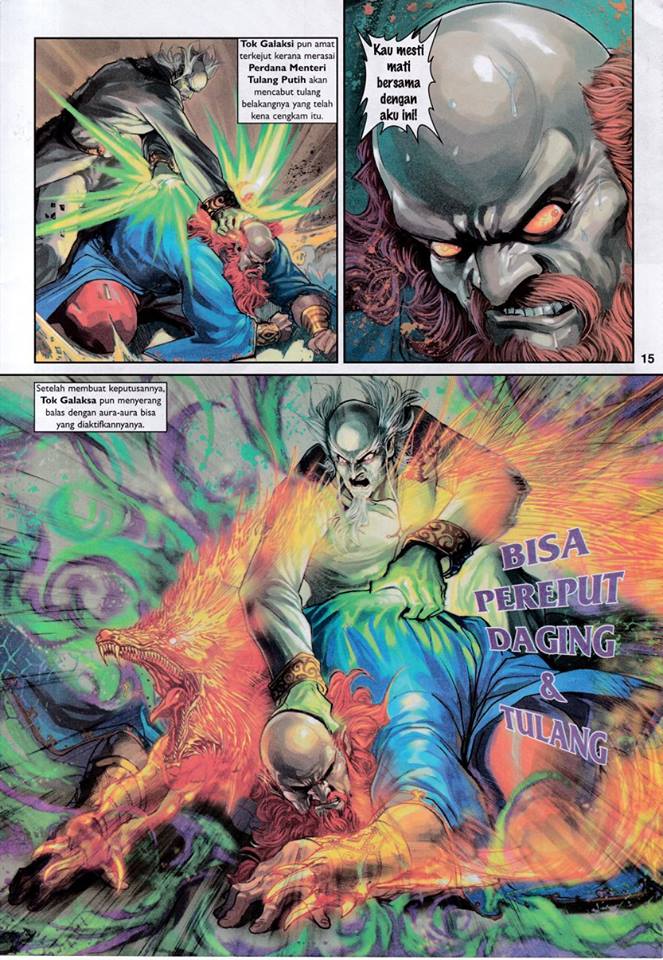 Tok Galaksi pun amat
terkejut kerana merasai
Perdana Menteri
Tulang Putih akan
mencabut tulang
belakangnya yang telah
kena cengkam itu.
Kau mesti
mati
bersama
dengan
aku ini!
15
Setelah membuat keputusannya,
Tok Galaksa pun menyerang
balas dengan aura-aura bisa
yang diaktifkannyanya.
BISA
PEREPUT
DAGING
&
TULANG